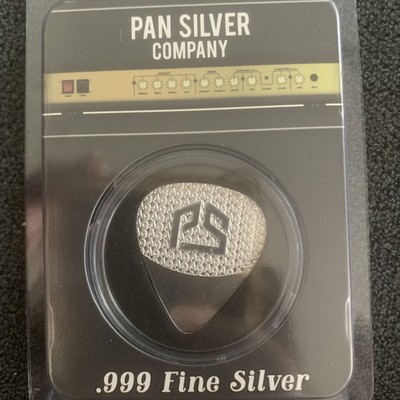 PAN SILVER
COMPANY
PS
.999 Fine Silver